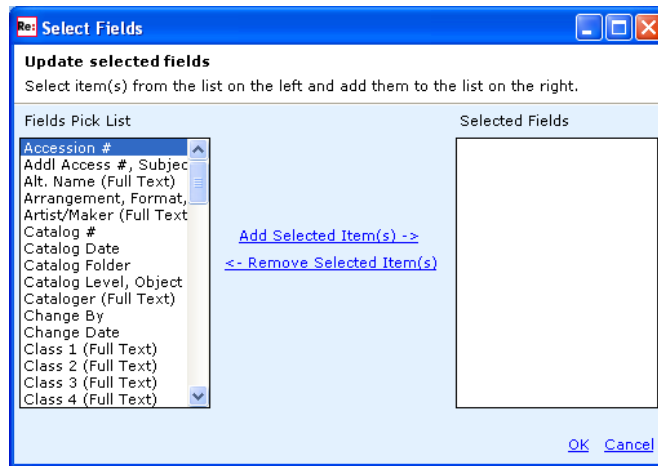 Re: Select Fields
Update selected fields
Select item(s) from the list on the left and add them to the list on the right.
Fields Pick List
Selected Fields
Accession #
Addl Access #, Subjec
Alt. Name (Full Text)
Arrangement, Format,
Artist/Maker (Full Text
Catalog #
Catalog Date
Catalog Folder
Catalog Level, Object
Cataloger (Full Text)
Change By
Change Date
Class 1 (Full Text)
Class 2 (Full Text)
Class 3 (Full Text)
Class 4 (Full Text)
Add Selected Item(s) ->
<- Remove Selected Item(s)
OK Cancel